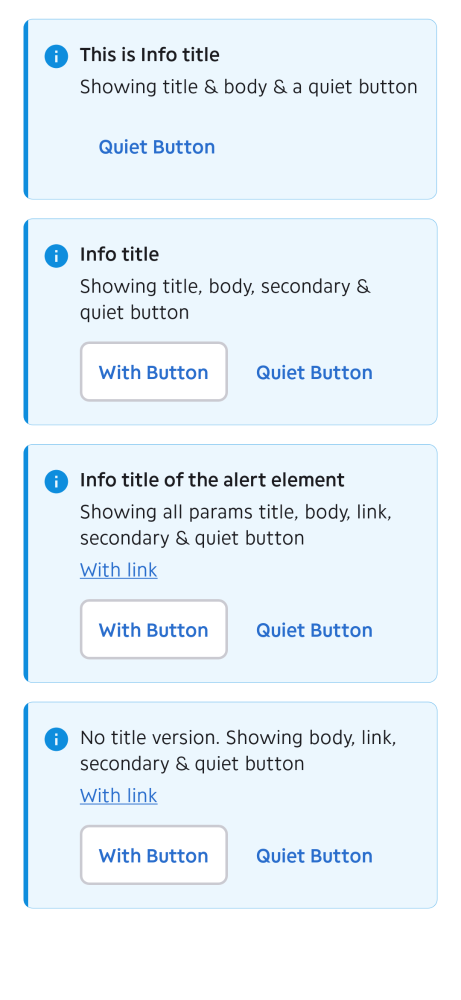 This is Info title
Showing title & body & a quiet button
Quiet Button
Info title
Showing title, body, secondary &
quiet button
With Button
Quiet Button
Info title of the alert element
Showing all params title, body, link,
secondary & quiet button
With link
With Button
Quiet Button
No title version. Showing body, link,
secondary & quiet button
With link
With Button
Quiet Button